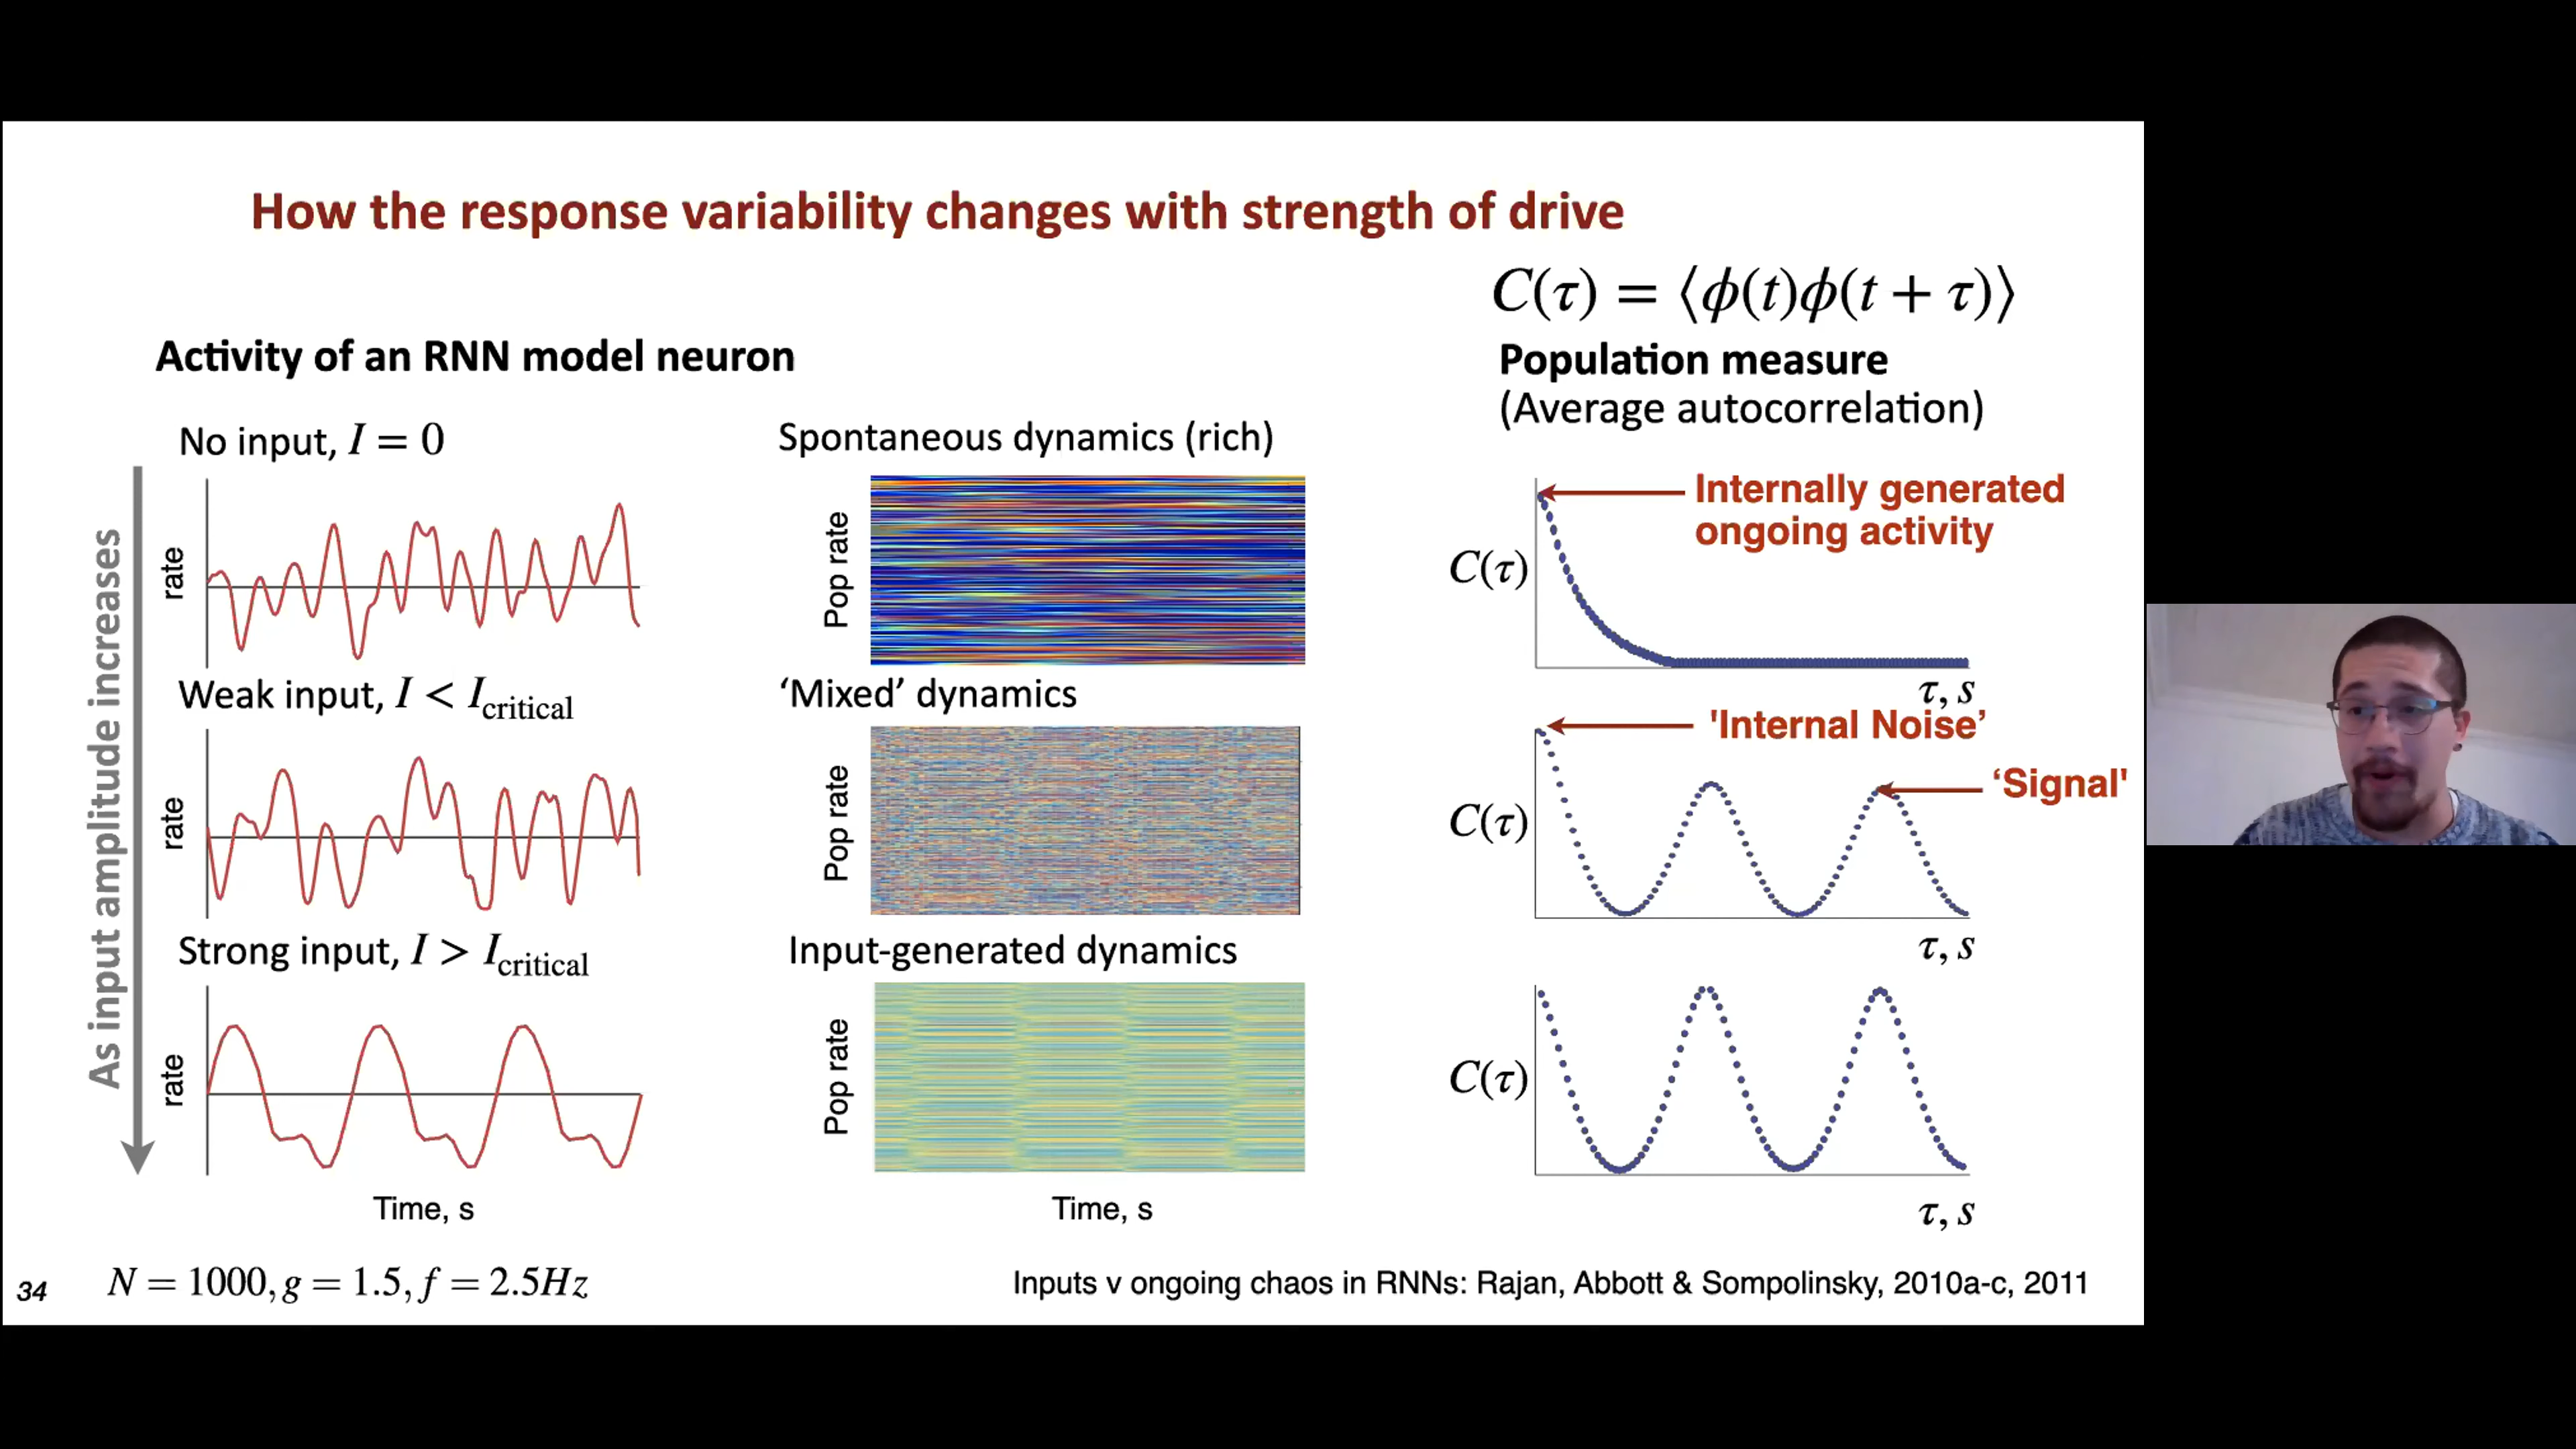 How the response variability changes with strength of drive
C(τ) = ⟨ϕ(t)ϕ(t + τ)⟩
Activity of an RNN model neuron
Population measure
(Average autocorrelation)
As input amplitude increases
No input, I = 0
rate
Spontaneous dynamics (rich)
Pop rate
Internally generated
ongoing activity
C(τ)
τ, s
Weak input, I < I_critical
rate
‘Mixed’ dynamics
Pop rate
'Internal Noise’
‘Signal'
C(τ)
τ, s
Strong input, I > I_critical
rate
Input-generated dynamics
Pop rate
C(τ)
τ, s
Time, s
Time, s
34
N = 1000, g = 1.5, f = 2.5Hz
Inputs v ongoing chaos in RNNs: Rajan, Abbott & Sompolinsky, 2010a-c, 2011